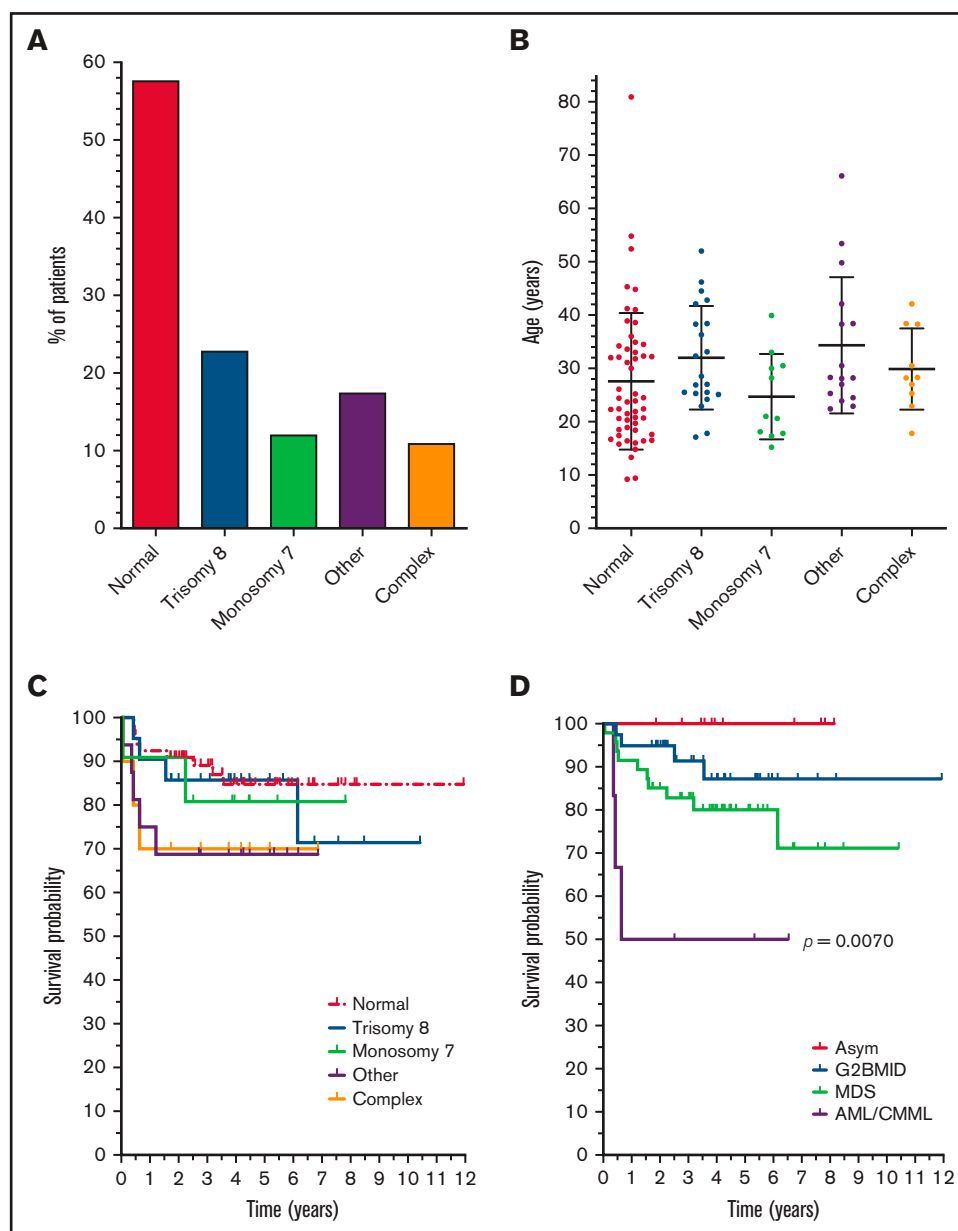 A
% of patients
60
50
40
30
20
10
0
Normal
Trisomy 8
Monosomy 7
Other
Complex
B
Age (years)
80
70
60
50
40
30
20
10
0
Normal
Trisomy 8
Monosomy 7
Other
Complex
C
Survival probability
100
90
80
70
60
50
40
30
20
10
0
Normal
Trisomy 8
Monosomy 7
Other
Complex
0 1 2 3 4 5 6 7 8 9 10 11 12
Time (years)
D
Survival probability
100
90
80
70
60
50
40
30
20
10
0
p = 0.0070
Asym
G2BMID
MDS
AML/CMML
0 1 2 3 4 5 6 7 8 9 10 11 12
Time (years)